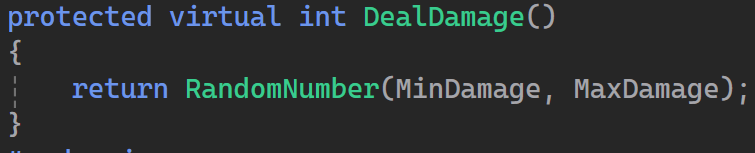 protected virtual int DealDamage()
{
    return RandomNumber(MinDamage, MaxDamage);
}